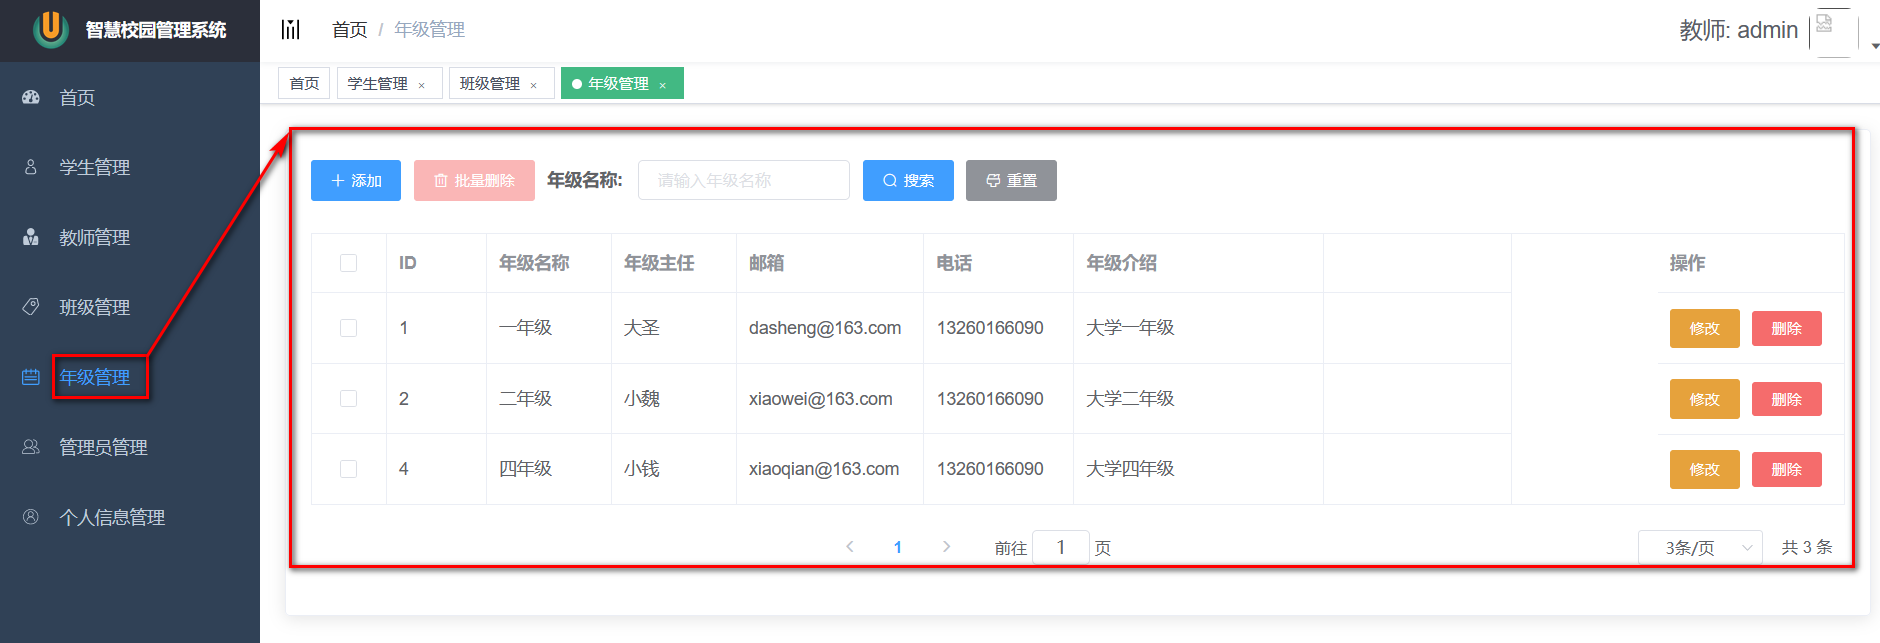 智慧校园管理系统
首页 / 年级管理
教师: admin
首页 学生管理 × 班级管理 × 年级管理 ×
首页
学生管理
教师管理
班级管理
年级管理
管理员管理
个人信息管理
添加 批量删除 年级名称: 请输入年级名称 搜索 重置
ID 年级名称 年级主任 邮箱 电话 年级介绍 操作
1 一年级 大圣 dasheng@163.com 13260166090 大学一年级 修改 删除
2 二年级 小魏 xiaowei@163.com 13260166090 大学二年级 修改 删除
4 四年级 小钱 xiaoqian@163.com 13260166090 大学四年级 修改 删除
1 前往 1 页 3条/页 共 3 条